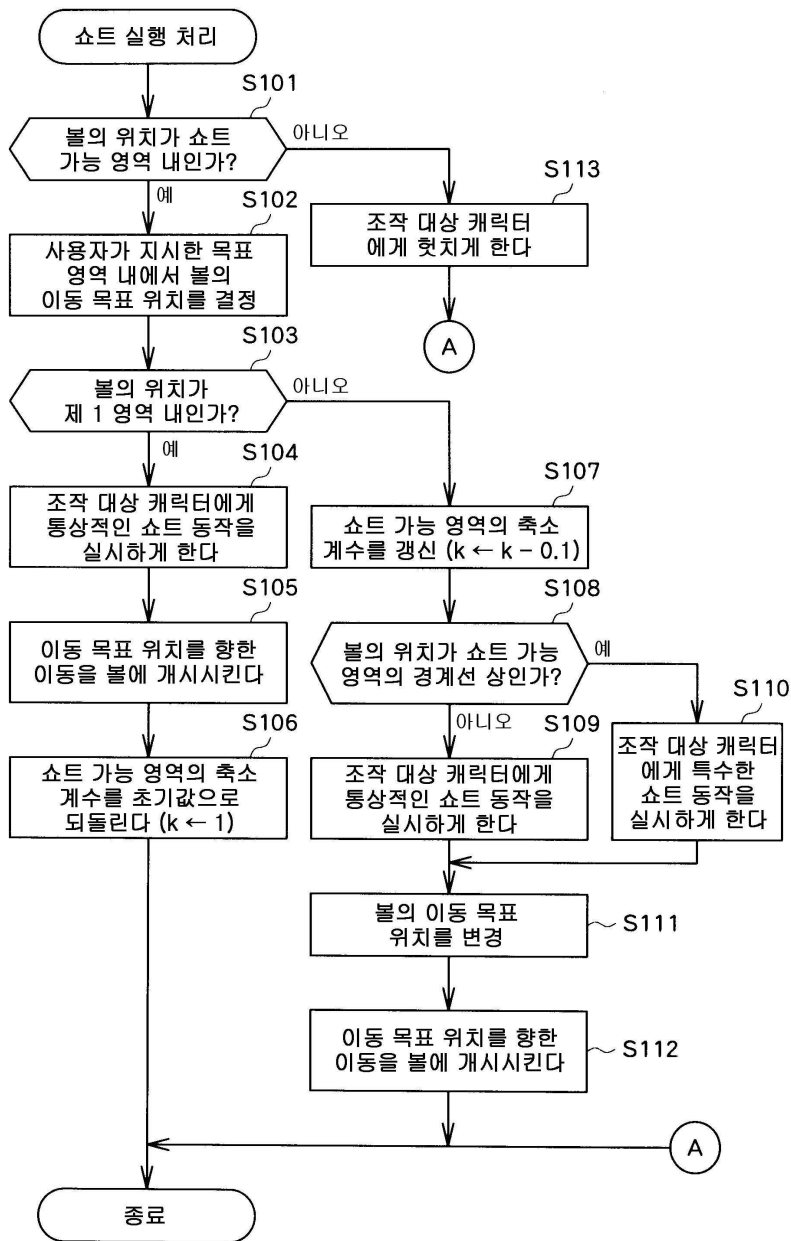 쇼트 실행 처리
S101
볼의 위치가 쇼트
가능 영역 내인가?
아니오
예
S102
사용자가 지시한 목표
영역 내에서 볼의
이동 목표 위치를 결정
S113
조작 대상 캐릭터
에게 헛치게 한다
A
S103
볼의 위치가
제 1 영역 내인가?
아니오
예
S104
조작 대상 캐릭터에게
통상적인 쇼트 동작을
실시하게 한다
S105
이동 목표 위치를 향한
이동을 볼에 개시시킨다
S106
쇼트 가능 영역의 축소
계수를 초기값으로
되돌린다 (k ← 1)
S107
쇼트 가능 영역의 축소
계수를 갱신 (k ← k – 0.1)
S108
볼의 위치가 쇼트 가능
영역의 경계선 상인가?
예
아니오
S109
조작 대상 캐릭터에게
통상적인 쇼트 동작을
실시하게 한다
S110
조작 대상 캐릭터
에게 특수한
쇼트 동작을
실시하게 한다
볼의 이동 목표
위치를 변경
S111
이동 목표 위치를 향한
이동을 볼에 개시시킨다
S112
A
종료